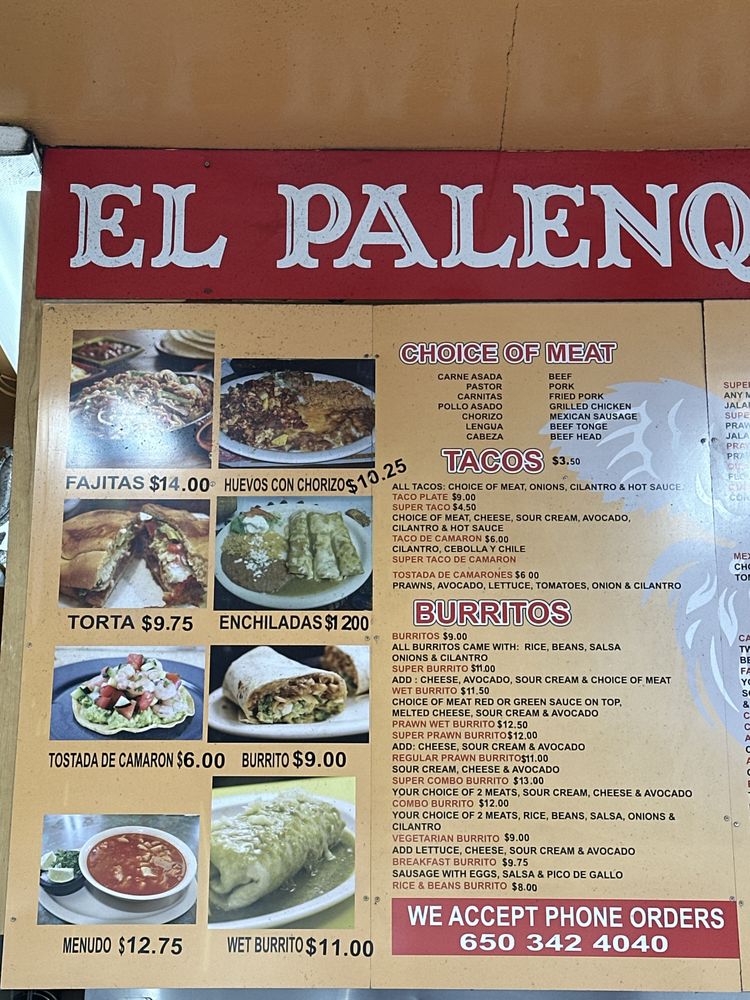 EL PALENQ
FAJITAS $14.00
HUEVOS CON CHORIZO $10.25
TORTA $9.75
ENCHILADAS $1200
TOSTADA DE CAMARON $6.00
BURRITO $9.00
MENUDO $12.75
WET BURRITO $11.00
CHOICE OF MEAT
CARNE ASADA BEEF
PASTOR PORK
CARNITAS FRIED PORK
POLLO ASADO GRILLED CHICKEN
CHORIZO MEXICAN SAUSAGE
LENGUA BEEF TONGE
CABEZA BEEF HEAD
TACOS $3.50
ALL TACOS: CHOICE OF MEAT, ONIONS, CILANTRO & HOT SAUCE.
TACO PLATE $9.00
SUPER TACO $4.50
CHOICE OF MEAT, CHEESE, SOUR CREAM, AVOCADO,
CILANTRO & HOT SAUCE
TACO DE CAMARON $6.00
CILANTRO, CEBOLLA Y CHILE
SUPER TACO DE CAMARON
TOSTADA DE CAMARONES $6 00
PRAWNS, AVOCADO, LETTUCE, TOMATOES, ONION & CILANTRO
BURRITOS
BURRITOS $9.00
ALL BURRITOS CAME WITH: RICE, BEANS, SALSA
ONIONS & CILANTRO
SUPER BURRITO $11.00
ADD : CHEESE, AVOCADO, SOUR CREAM & CHOICE OF MEAT
WET BURRITO $11.50
CHOICE OF MEAT RED OR GREEN SAUCE ON TOP,
MELTED CHEESE, SOUR CREAM & AVOCADO
PRAWN WET BURRITO $12.50
SUPER PRAWN BURRITO $12.00
ADD: CHEESE, SOUR CREAM & AVOCADO
REGULAR PRAWN BURRITO $11.00
SOUR CREAM, CHEESE & AVOCADO
SUPER COMBO BURRITO $13.00
YOUR CHOICE OF 2 MEATS, SOUR CREAM, CHEESE & AVOCADO
COMBO BURRITO $12.00
YOUR CHOICE OF 2 MEATS, RICE, BEANS, SALSA, ONIONS &
CILANTRO
VEGETARIAN BURRITO $9.00
ADD LETTUCE, CHEESE, SOUR CREAM & AVOCADO
BREAKFAST BURRITO $9.75
SAUSAGE WITH EGGS, SALSA & PICO DE GALLO
RICE & BEANS BURRITO $8.00
WE ACCEPT PHONE ORDERS
650 342 4040